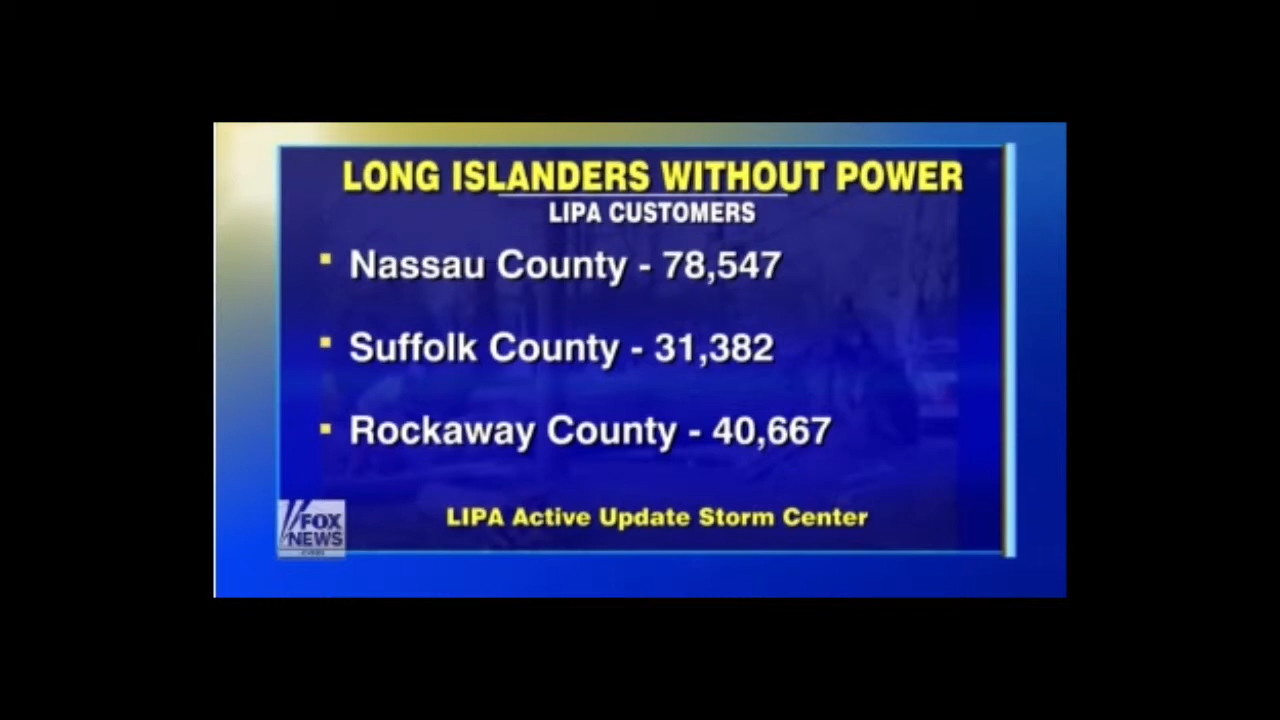 LONG ISLANDERS WITHOUT POWER
LIPA CUSTOMERS
Nassau County - 78,547
Suffolk County - 31,382
Rockaway County - 40,667
LIPA Active Update Storm Center
FOX
NEWS